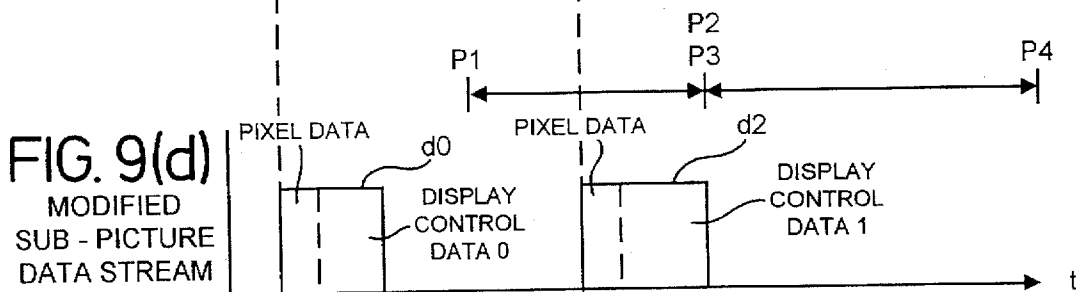 P2
P1
P3
P4
FIG. 9(d)
MODIFIED
SUB - PICTURE
DATA STREAM
PIXEL DATA
d0
DISPLAY
CONTROL
DATA 0
PIXEL DATA
d2
DISPLAY
CONTROL
DATA 1
t